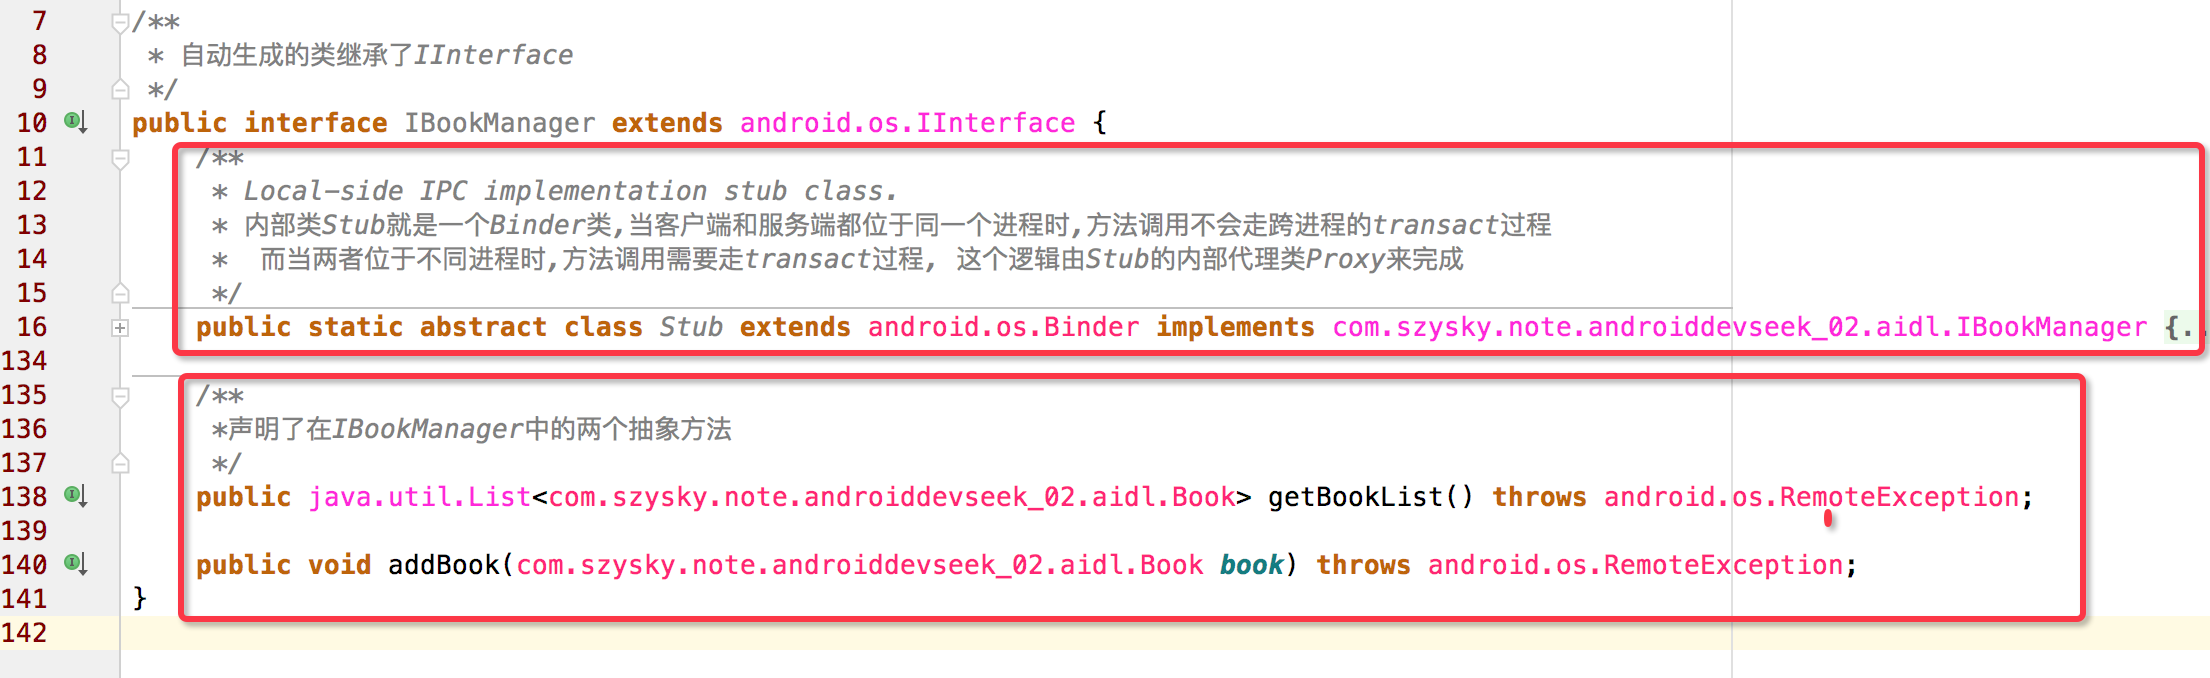 7 /**
8 * 自动生成的类继承了IInterface
9 */
10 public interface IBookManager extends android.os.IInterface {
11 /**
12 * Local-side IPC implementation stub class.
13 * 内部类Stub就是一个Binder类,当客户端和服务端都位于同一个进程时,方法调用不会走跨进程的transact过程
14 * 而当两者位于不同进程时,方法调用需要走transact过程, 这个逻辑由Stub的内部代理类Proxy来完成
15 */
16 public static abstract class Stub extends android.os.Binder implements com.szysky.note.androiddevseek_02.aidl.IBookManager {..
134
135 /**
136 *声明了在IBookManager中的两个抽象方法
137 */
138 public java.util.List<com.szysky.note.androiddevseek_02.aidl.Book> getBookList() throws android.os.RemoteException;
139
140 public void addBook(com.szysky.note.androiddevseek_02.aidl.Book book) throws android.os.RemoteException;
141 }
142